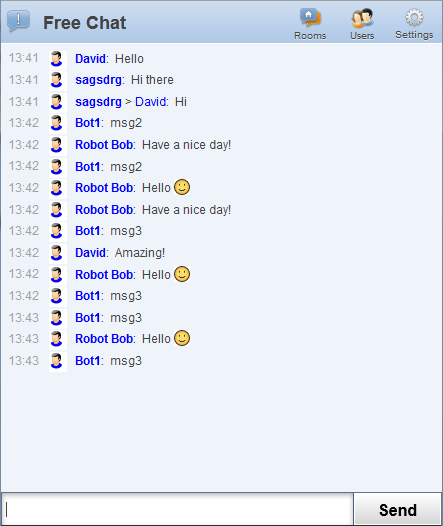 Free Chat
Rooms
Users
Settings
13:41 David: Hello
13:41 sagsdrg: Hi there
13:41 sagsdrg > David: Hi
13:42 Bot1: msg2
13:42 Robot Bob: Have a nice day!
13:42 Bot1: msg2
13:42 Robot Bob: Hello
13:42 Robot Bob: Have a nice day!
13:42 Bot1: msg3
13:42 David: Amazing!
13:42 Robot Bob: Hello
13:42 Bot1: msg3
13:43 Bot1: msg3
13:43 Robot Bob: Hello
13:43 Bot1: msg3
Send